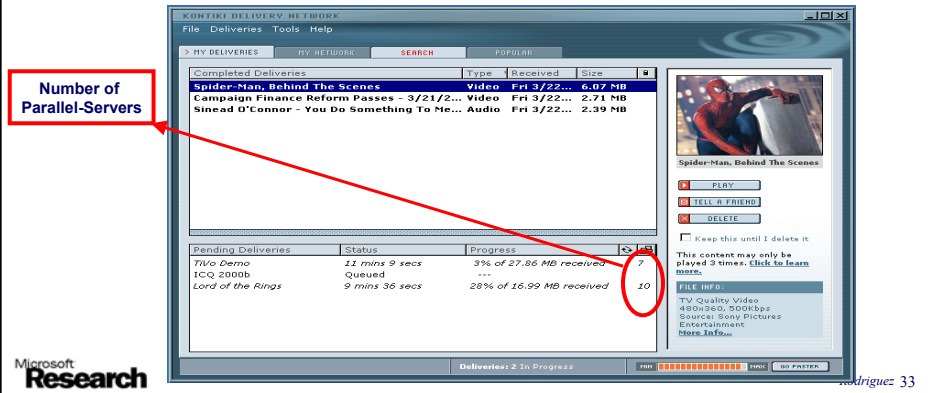 KONTIKI DELIVERY NETWORK
File Deliveries Tools Help
> MY DELIVERIES MY NETWORK SEARCH POPULAR
Completed Deliveries Type Received Size
Spider-Man, Behind The Scenes Video Fri 3/22... 6.07 MB
Campaign Finance Reform Passes - 3/21/2... Video Fri 3/22... 2.71 MB
Sinead O'Connor - You Do Something To Me... Audio Fri 3/22... 2.39 MB
Number of
Parallel-Servers
Spider-Man, Behind The Scenes
PLAY
TELL A FRIEND
DELETE
Keep this until I delete it
This content may only be
played 3 times. Click to learn
more.
FILE INFO:
TV Quality Video
480x360, 500Kbps
Source: Sony Pictures
Entertainment
More Info...
Pending Deliveries Status Progress
TiVo Demo 11 mins 9 secs 3% of 27.86 MB received 7
ICQ 2000b Queued ---
Lord of the Rings 9 mins 36 secs 28% of 16.99 MB received 10
Deliveries: 2 In Progress MIN MAX GO FASTER
Microsoft
Research
Rodriguez 33